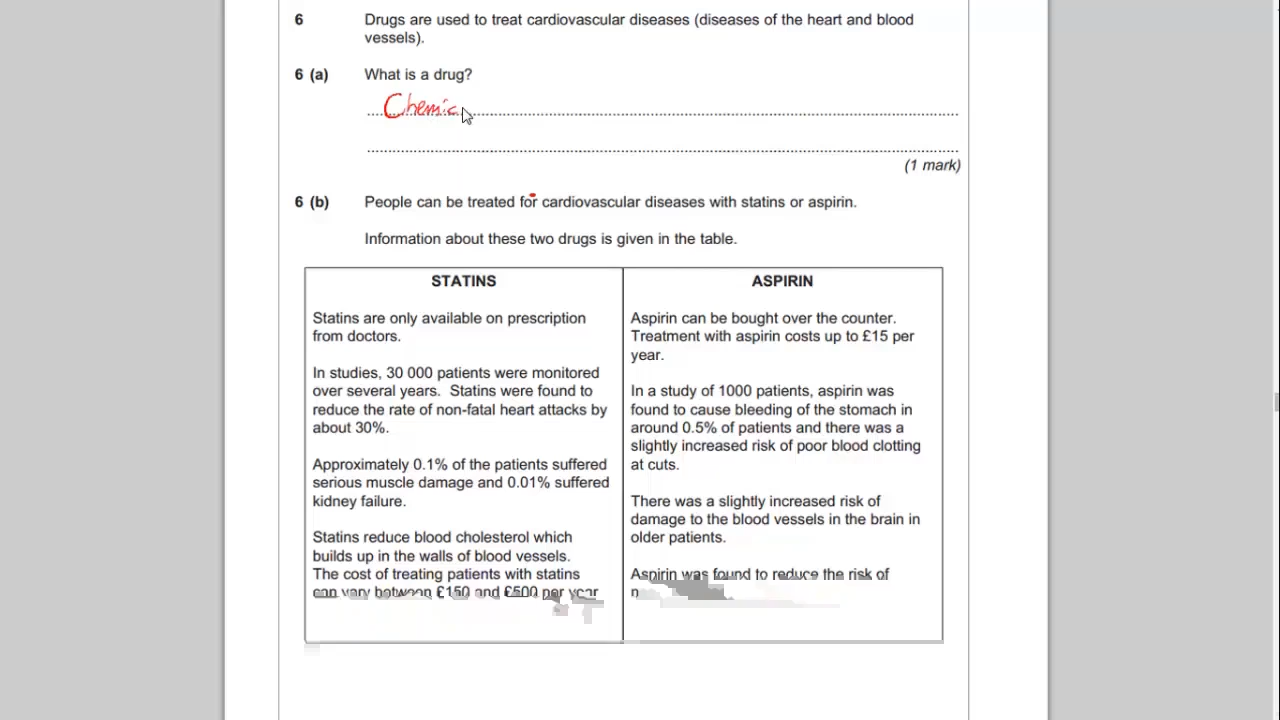 6 Drugs are used to treat cardiovascular diseases (diseases of the heart and blood
vessels).
6 (a) What is a drug?
Chemic
(1 mark)
6 (b) People can be treated for cardiovascular diseases with statins or aspirin.
Information about these two drugs is given in the table.
STATINS
Statins are only available on prescription
from doctors.
In studies, 30 000 patients were monitored
over several years. Statins were found to
reduce the rate of non-fatal heart attacks by
about 30%.
Approximately 0.1% of the patients suffered
serious muscle damage and 0.01% suffered
kidney failure.
Statins reduce blood cholesterol which
builds up in the walls of blood vessels.
The cost of treating patients with statins
can vary between £150 and £500 per year
ASPIRIN
Aspirin can be bought over the counter.
Treatment with aspirin costs up to £15 per
year.
In a study of 1000 patients, aspirin was
found to cause bleeding of the stomach in
around 0.5% of patients and there was a
slightly increased risk of poor blood clotting
at cuts.
There was a slightly increased risk of
damage to the blood vessels in the brain in
older patients.
Aspirin was found to reduce the risk of